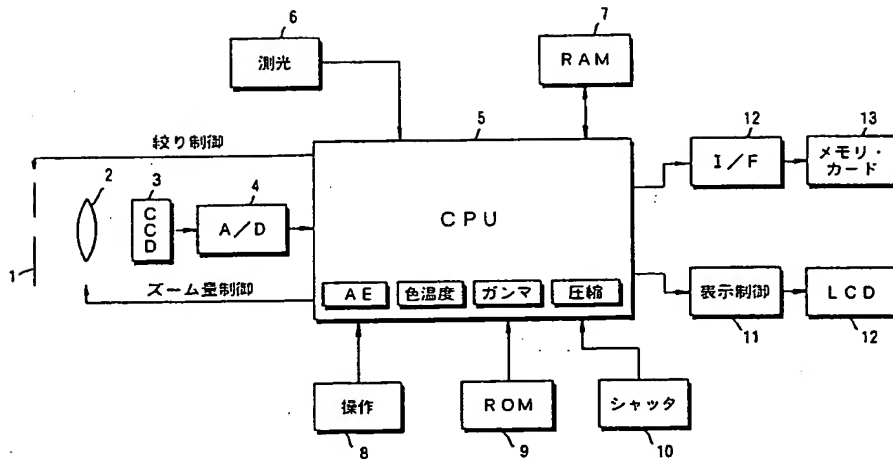 6
測光
7
RAM
絞り制御
5
12
I/F
13
メモリ・
カード
2
3
CCD
4
A/D
CPU
1
ズーム量制御
AE
色温度
ガンマ
圧縮
表示制御
11
LCD
12
操作
8
ROM
9
シャッタ
10